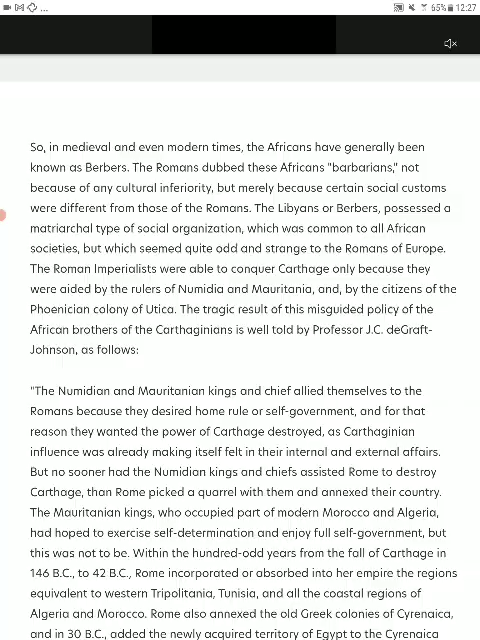 ... 65% 12:27
So, in medieval and even modern times, the Africans have generally been
known as Berbers. The Romans dubbed these Africans "barbarians," not
because of any cultural inferiority, but merely because certain social customs
were different from those of the Romans. The Libyans or Berbers, possessed a
matriarchal type of social organization, which was common to all African
societies, but which seemed quite odd and strange to the Romans of Europe.
The Roman Imperialists were able to conquer Carthage only because they
were aided by the rulers of Numidia and Mauritania, and, by the citizens of the
Phoenician colony of Utica. The tragic result of this misguided policy of the
African brothers of the Carthaginians is well told by Professor J.C. deGraft-
Johnson, as follows:
"The Numidian and Mauritanian kings and chief allied themselves to the
Romans because they desired home rule or self-government, and for that
reason they wanted the power of Carthage destroyed, as Carthaginian
influence was already making itself felt in their internal and external affairs.
But no sooner had the Numidian kings and chiefs assisted Rome to destroy
Carthage, than Rome picked a quarrel with them and annexed their country.
The Mauritanian kings, who occupied part of modern Morocco and Algeria,
had hoped to exercise self-determination and enjoy full self-government, but
this was not to be. Within the hundred-odd years from the fall of Carthage in
146 B.C., to 42 B.C., Rome incorporated or absorbed into her empire the regions
equivalent to western Tripolitania, Tunisia, and all the coastal regions of
Algeria and Morocco. Rome also annexed the old Greek colonies of Cyrenaica,
and in 30 B.C., added the newly acquired territory of Egypt to the Cyrenaica